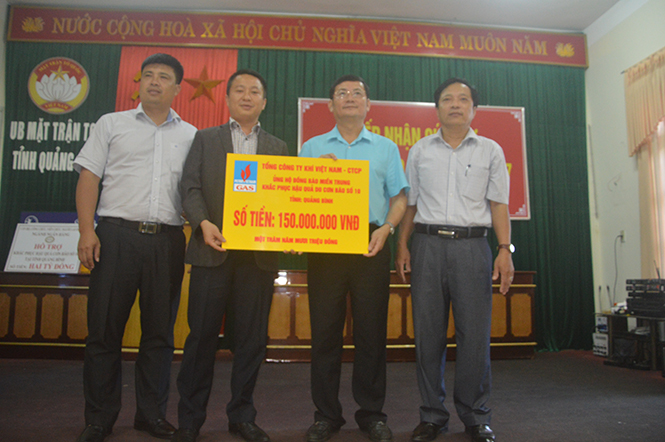 NƯỚC CỘNG HOÀ XÃ HỘI CHỦ NGHĨA VIỆT NAM MUÔN NĂM
UB MẶT TRẬN TỔ
TỈNH QUẢNG
TIẾP NHẬN
TỔNG CÔNG TY KHÍ VIỆT NAM - CTCP
ỦNG HỘ ĐỒNG BÀO MIỀN TRUNG
KHẮC PHỤC HẬU QUẢ DO CƠN BÃO SỐ 10
TỈNH: QUẢNG BÌNH
GAS
SỐ TIỀN: 150.000.000 VNĐ
MỘT TRĂM NĂM MƯƠI TRIỆU ĐỒNG
HỖ TRỢ
HAI TỶ ĐỒNG